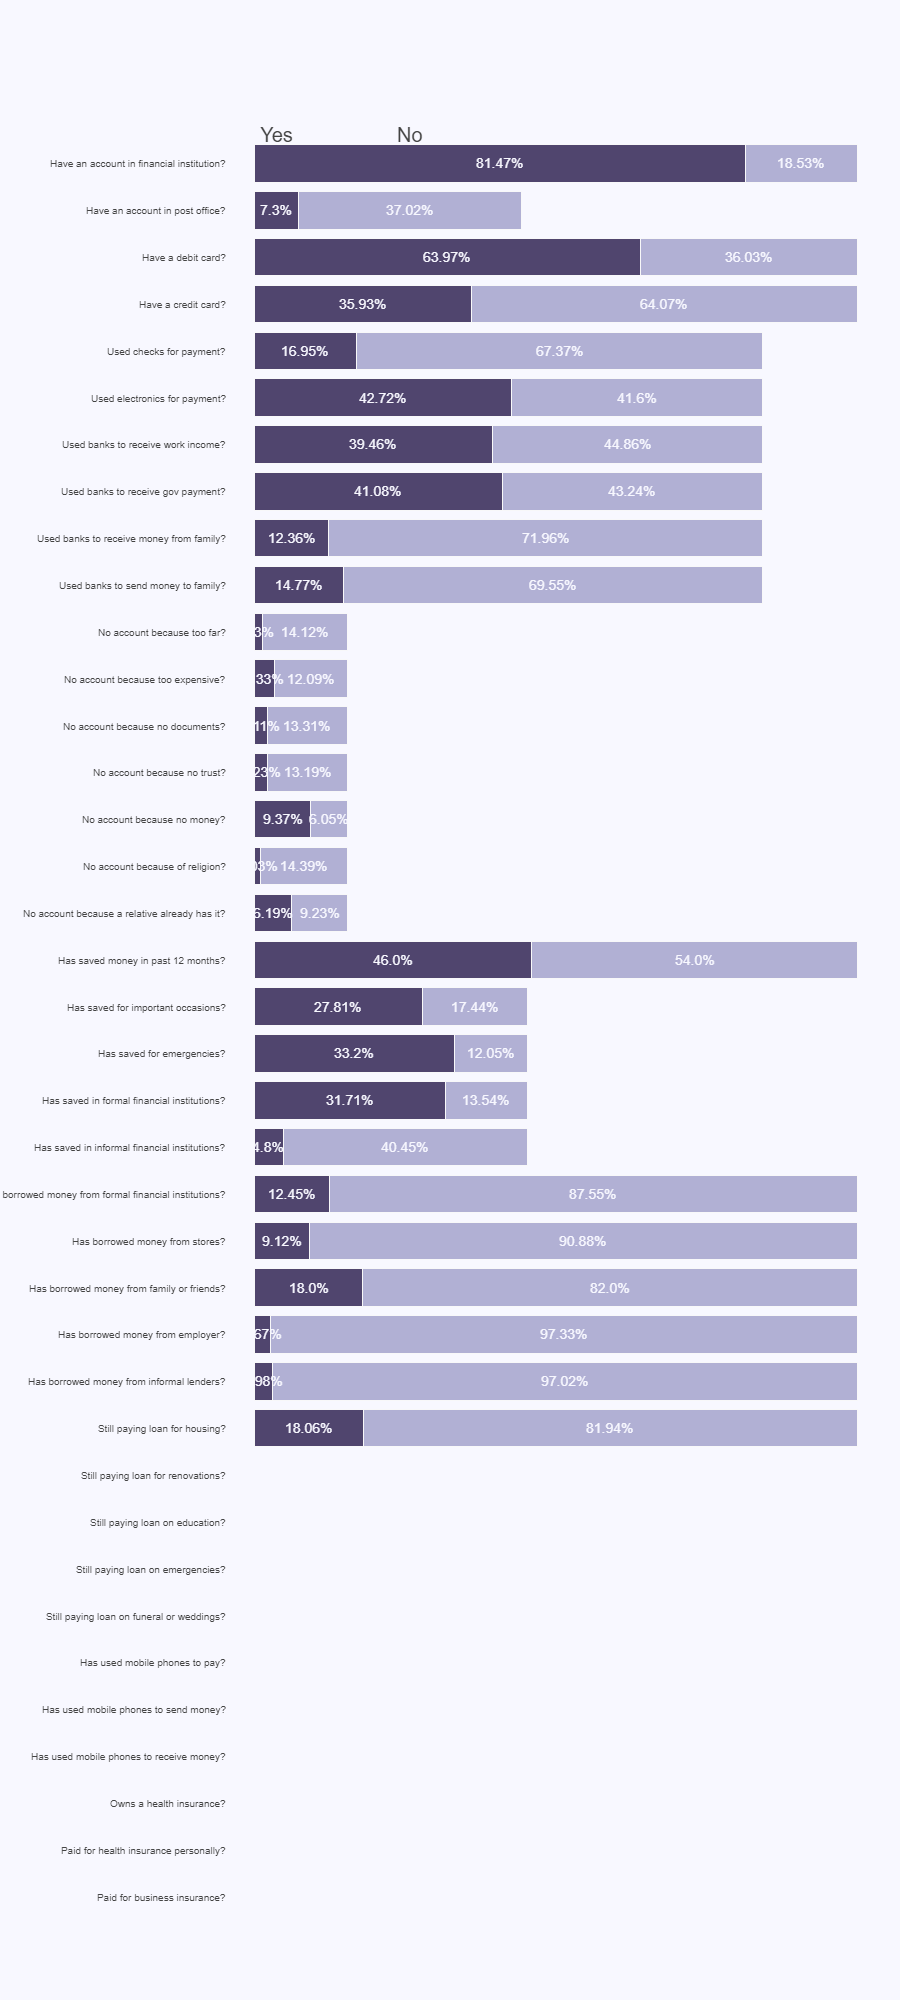 Yes No
Have an account in financial institution? 81.47% 18.53%
Have an account in post office? 7.3% 37.02%
Have a debit card? 63.97% 36.03%
Have a credit card? 35.93% 64.07%
Used checks for payment? 16.95% 67.37%
Used electronics for payment? 42.72% 41.6%
Used banks to receive work income? 39.46% 44.86%
Used banks to receive gov payment? 41.08% 43.24%
Used banks to receive money from family? 12.36% 71.96%
Used banks to send money to family? 14.77% 69.55%
No account because too far? 3% 14.12%
No account because too expensive? 33% 12.09%
No account because no documents? 11% 13.31%
No account because no trust? 23% 13.19%
No account because no money? 9.37% 6.05%
No account because of religion? 03% 14.39%
No account because a relative already has it? 6.19% 9.23%
Has saved money in past 12 months? 46.0% 54.0%
Has saved for important occasions? 27.81% 17.44%
Has saved for emergencies? 33.2% 12.05%
Has saved in formal financial institutions? 31.71% 13.54%
Has saved in informal financial institutions? 4.8% 40.45%
borrowed money from formal financial institutions? 12.45% 87.55%
Has borrowed money from stores? 9.12% 90.88%
Has borrowed money from family or friends? 18.0% 82.0%
Has borrowed money from employer? 67% 97.33%
Has borrowed money from informal lenders? 98% 97.02%
Still paying loan for housing? 18.06% 81.94%
Still paying loan for renovations?
Still paying loan on education?
Still paying loan on emergencies?
Still paying loan on funeral or weddings?
Has used mobile phones to pay?
Has used mobile phones to send money?
Has used mobile phones to receive money?
Owns a health insurance?
Paid for health insurance personally?
Paid for business insurance?